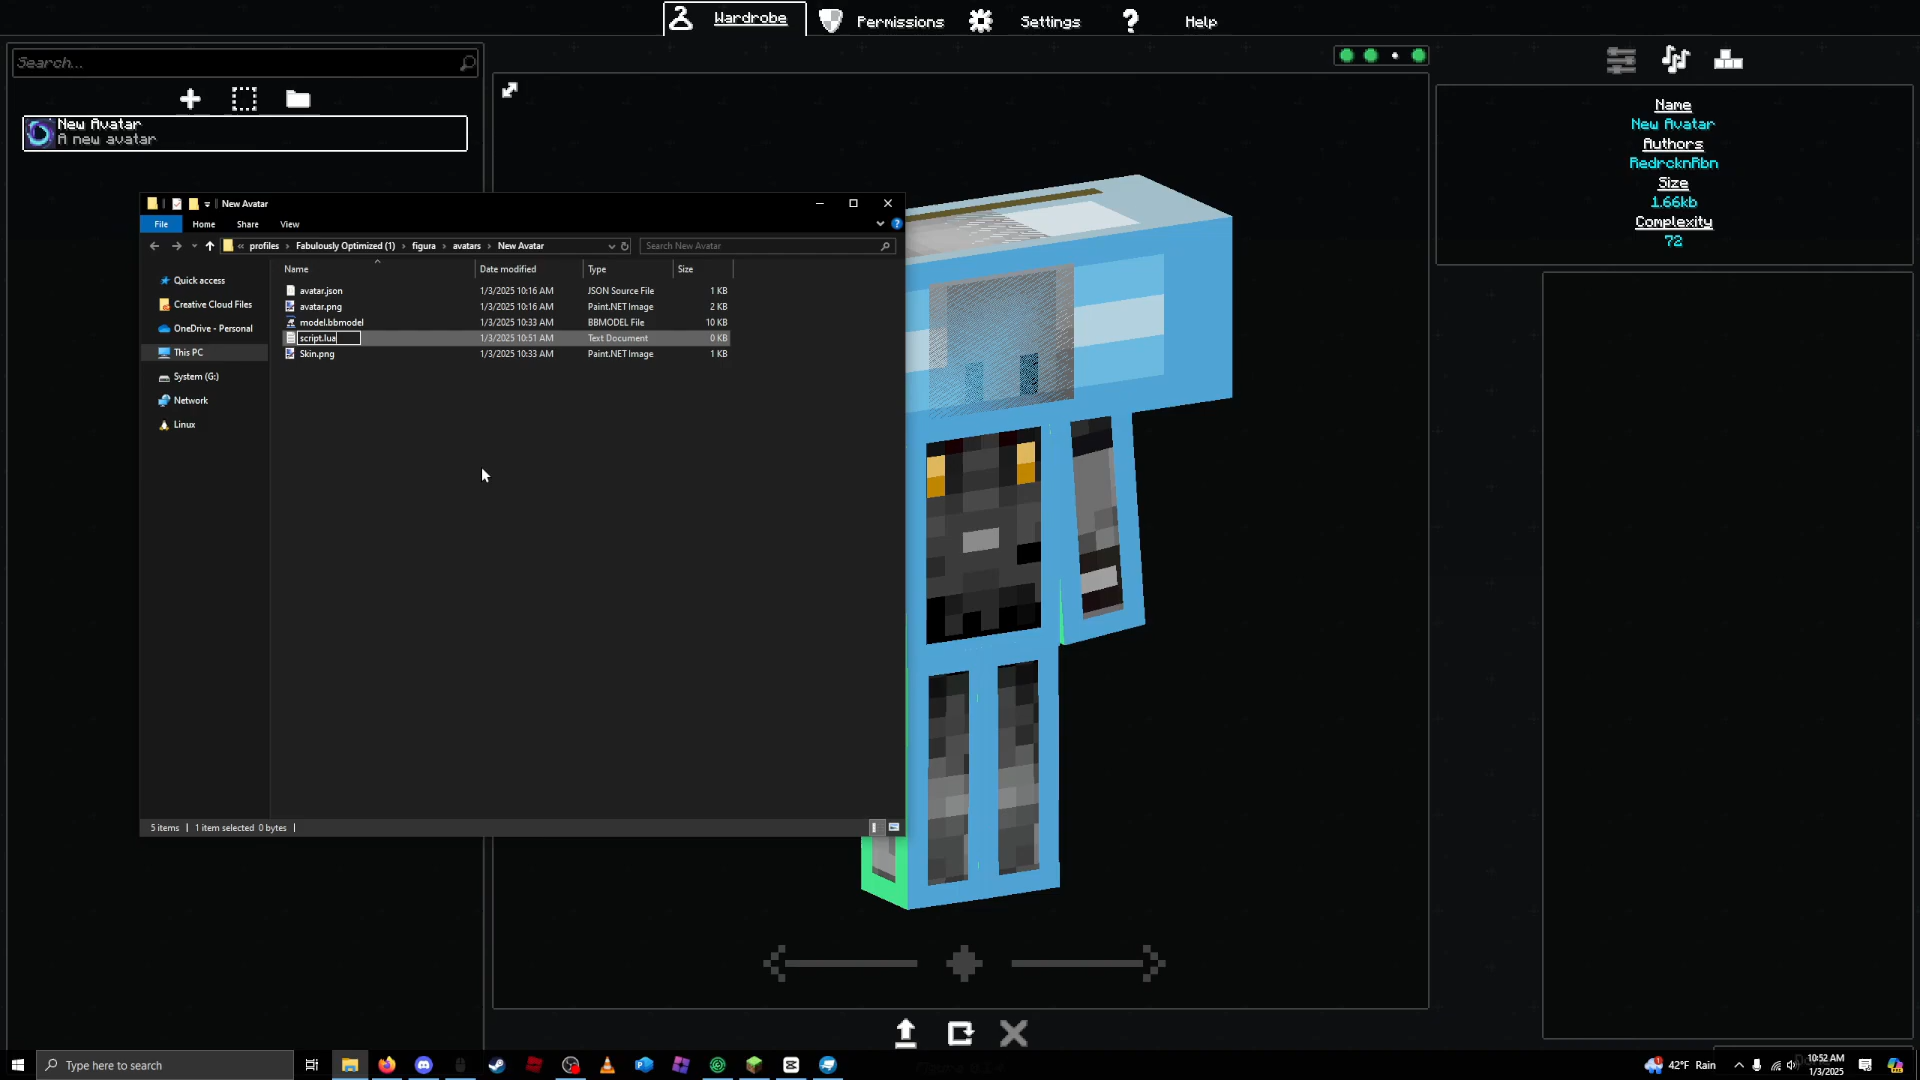 Wardrobe
Permissions
Settings
Help
Search...
New Avatar
A new avatar
Name
New Avatar
Authors
RedrcknRbn
Size
1.66kb
Complexity
72
New Avatar
File Home Share View
« profiles › Fabulously Optimized (1) › figura › avatars › New Avatar
Search New Avatar
Quick access
Creative Cloud Files
OneDrive - Personal
This PC
System (G:)
Network
Linux
Name Date modified Type Size
avatar.json 1/3/2025 10:16 AM JSON Source File 1 KB
avatar.png 1/3/2025 10:16 AM Paint.NET Image 2 KB
model.bbmodel 1/3/2025 10:33 AM BBMODEL File 10 KB
script.lua 1/3/2025 10:51 AM Text Document 0 KB
Skin.png 1/3/2025 10:33 AM Paint.NET Image 1 KB
5 items 1 item selected 0 bytes
Type here to search
42°F Rain
10:52 AM
1/3/2025